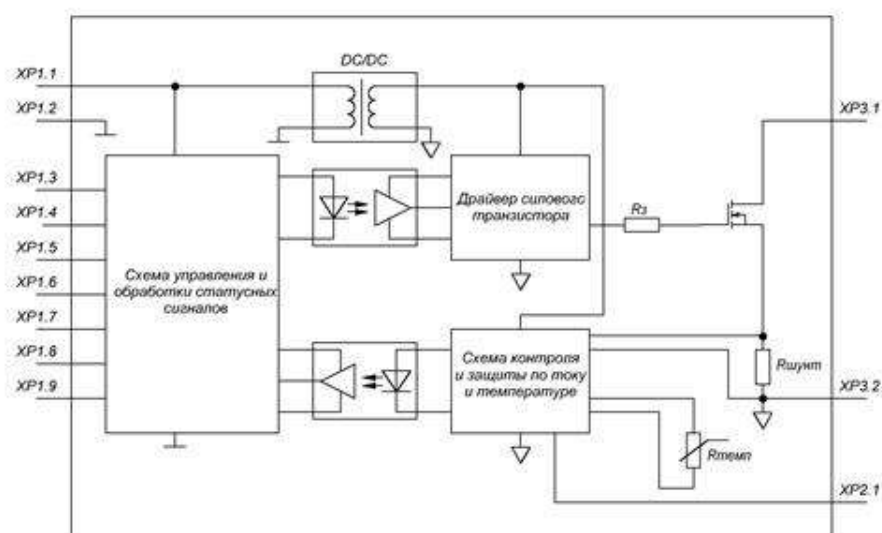 DC/DC
XP1.1
XP1.2
XP3.1
XP1.3
XP1.4
XP1.5
XP1.6
XP1.7
XP1.8
XP1.9
Схема управления и
обработки статусных
сигналов
Драйвер силового
транзистора
Rз
Схема контроля
и защиты по току
и температуре
Rшунт
XP3.2
Rтемп
XP2.1